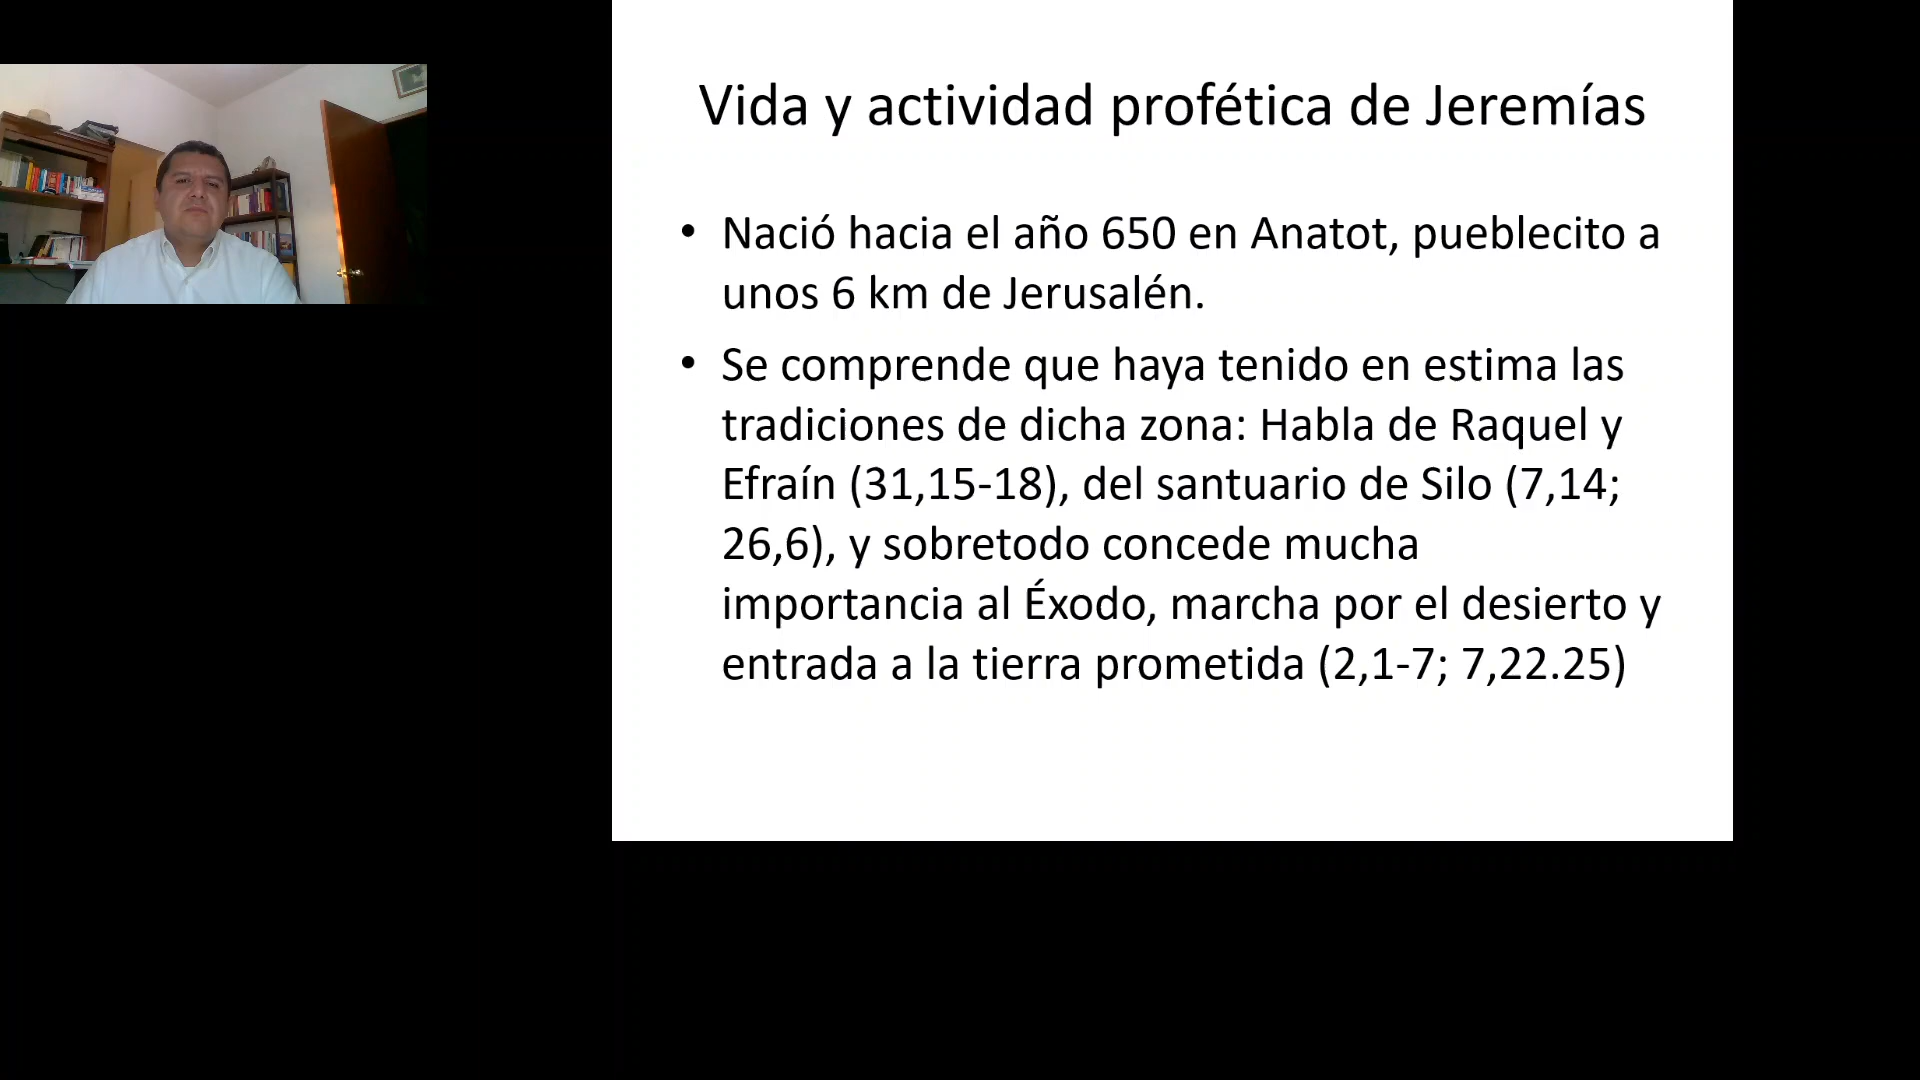 Vida y actividad profética de Jeremías
• Nació hacia el año 650 en Anatot, pueblecito a
unos 6 km de Jerusalén.
• Se comprende que haya tenido en estima las
tradiciones de dicha zona: Habla de Raquel y
Efraín (31,15-18), del santuario de Silo (7,14;
26,6), y sobretodo concede mucha
importancia al Éxodo, marcha por el desierto y
entrada a la tierra prometida (2,1-7; 7,22.25)